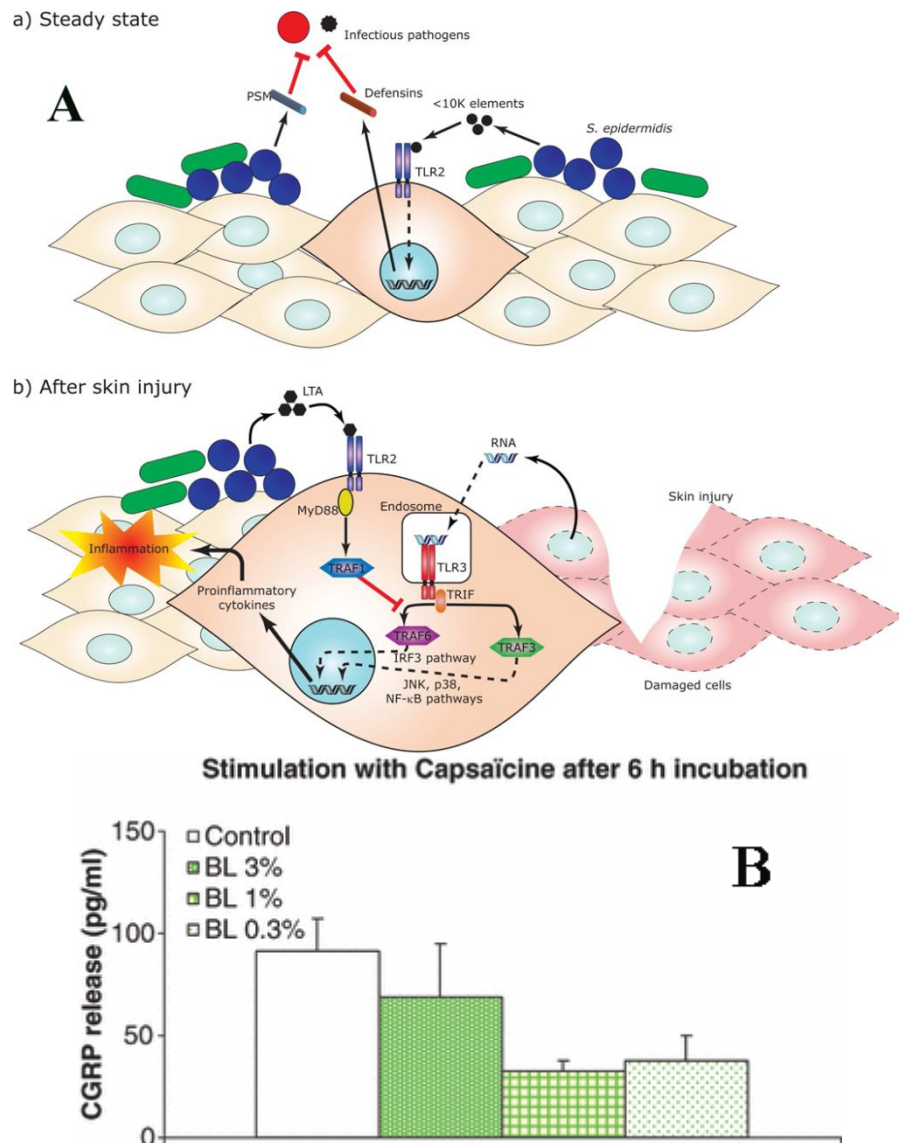 a) Steady state
A
Infectious pathogens
PSM
Defensins
<10K elements
S. epidermidis
TLR2
b) After skin injury
LTA
TLR2
RNA
MyD88
Endosome
Skin injury
Inflammation
TRAF1
TLR3
Proinflammatory
cytokines
TRIF
TRAF6
TRAF3
IRF3 pathway
JNK, p38,
NF-κB pathways
Damaged cells
Stimulation with Capsaïcine after 6 h incubation
B
CGRP release (pg/ml)
150
100
50
0
Control
BL 3%
BL 1%
BL 0.3%